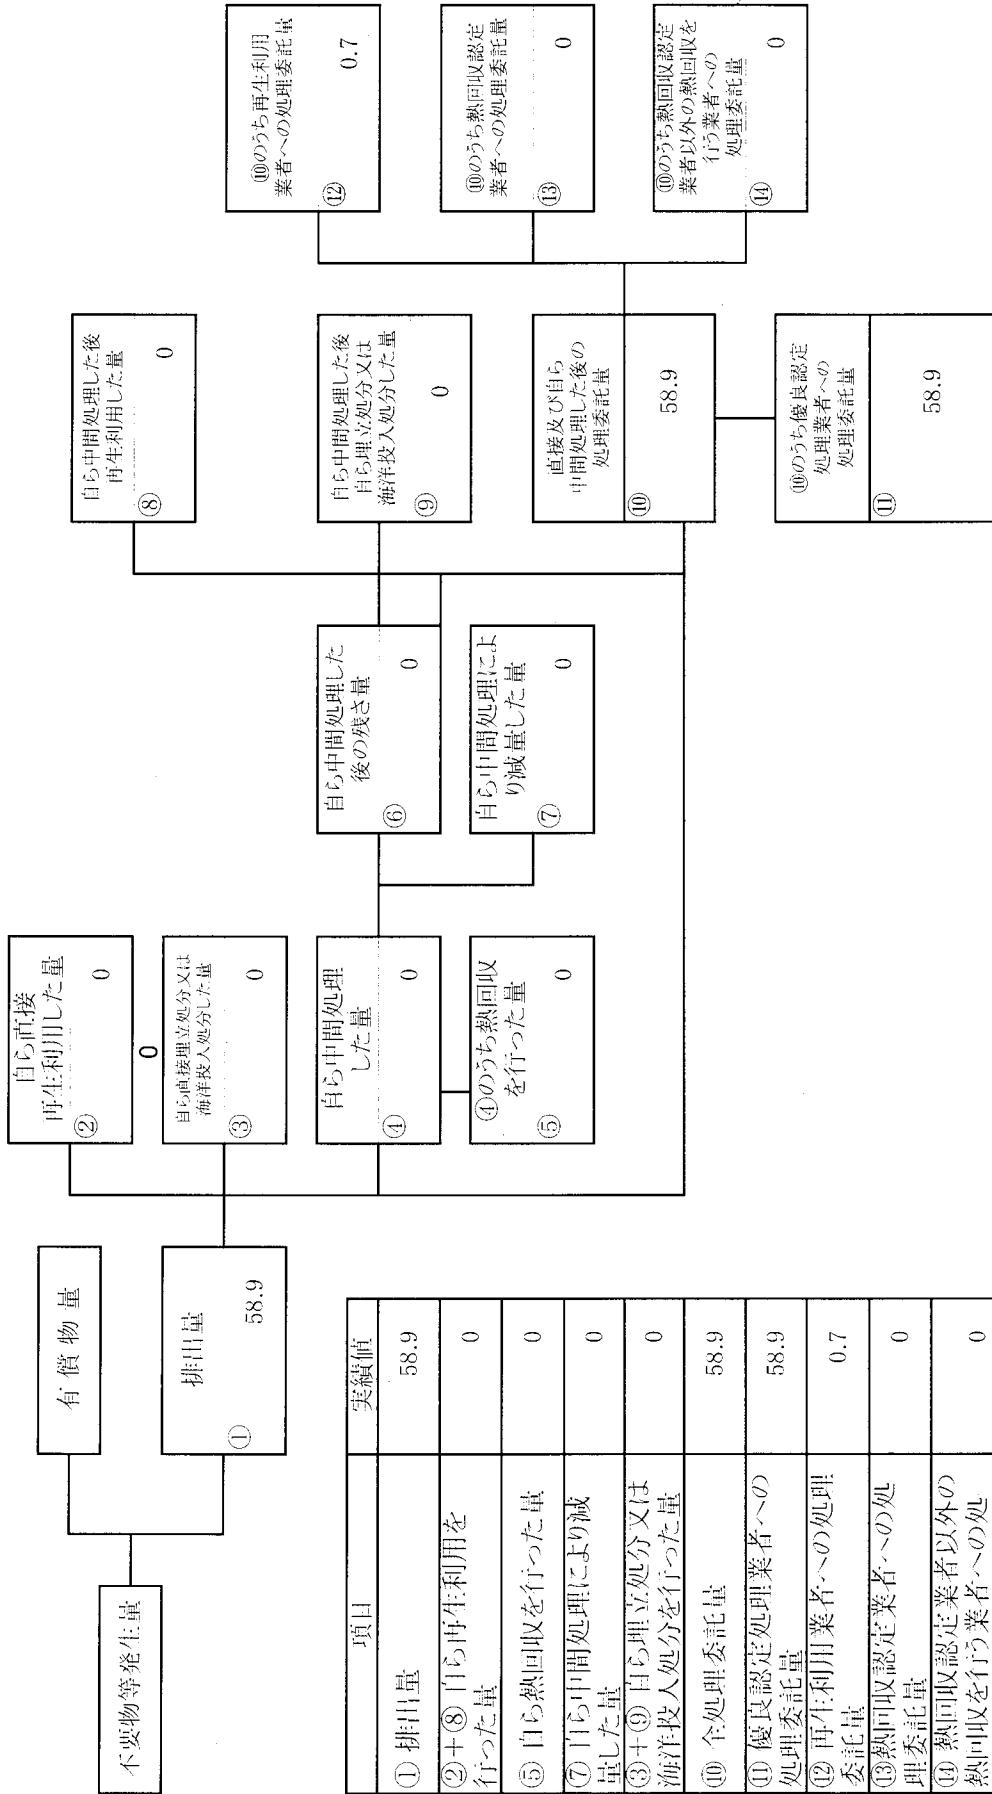 不要物等発生量
有償物量
排出量
①
58.9
自ら直接
再生利用した量
②
0
0
自ら直接埋立処分又は
海洋投入処分した量
③
0
自ら中間処理
した量
④
0
④のうち熱回収
を行った量
⑤
0
自ら中間処理した
後の残さ量
⑥
0
自ら中間処理によ
り減量した量
⑦
0
自ら中間処理した後
再生利用した量
⑧
0
自ら中間処理した後
自ら埋立処分又は
海洋投入処分した量
⑨
0
直接及び自ら
中間処理した後の
処理委託量
⑩
58.9
⑩のうち優良認定
処理業者への
処理委託量
⑪
58.9
⑩のうち再生利用
業者への処理委託量
⑫
0.7
⑩のうち熱回収認定
業者への処理委託量
⑬
0
⑩のうち熱回収認定
業者以外の熱回収を
行う業者への
処理委託量
⑭
0
項目 実績値
① 排出量 58.9
②+⑧ 自ら再生利用を
行った量 0
⑤ 自ら熱回収を行った量 0
⑦ 自ら中間処理により減
量した量 0
③+⑨ 自ら埋立処分又は
海洋投入処分を行った量 0
⑩ 全処理委託量 58.9
⑪ 優良認定処理業者への
処理委託量 58.9
⑫ 再生利用業者への処理
委託量 0.7
⑬熱回収認定業者への処
理委託量 0
⑭ 熱回収認定業者以外の
熱回収を行う業者への処 0